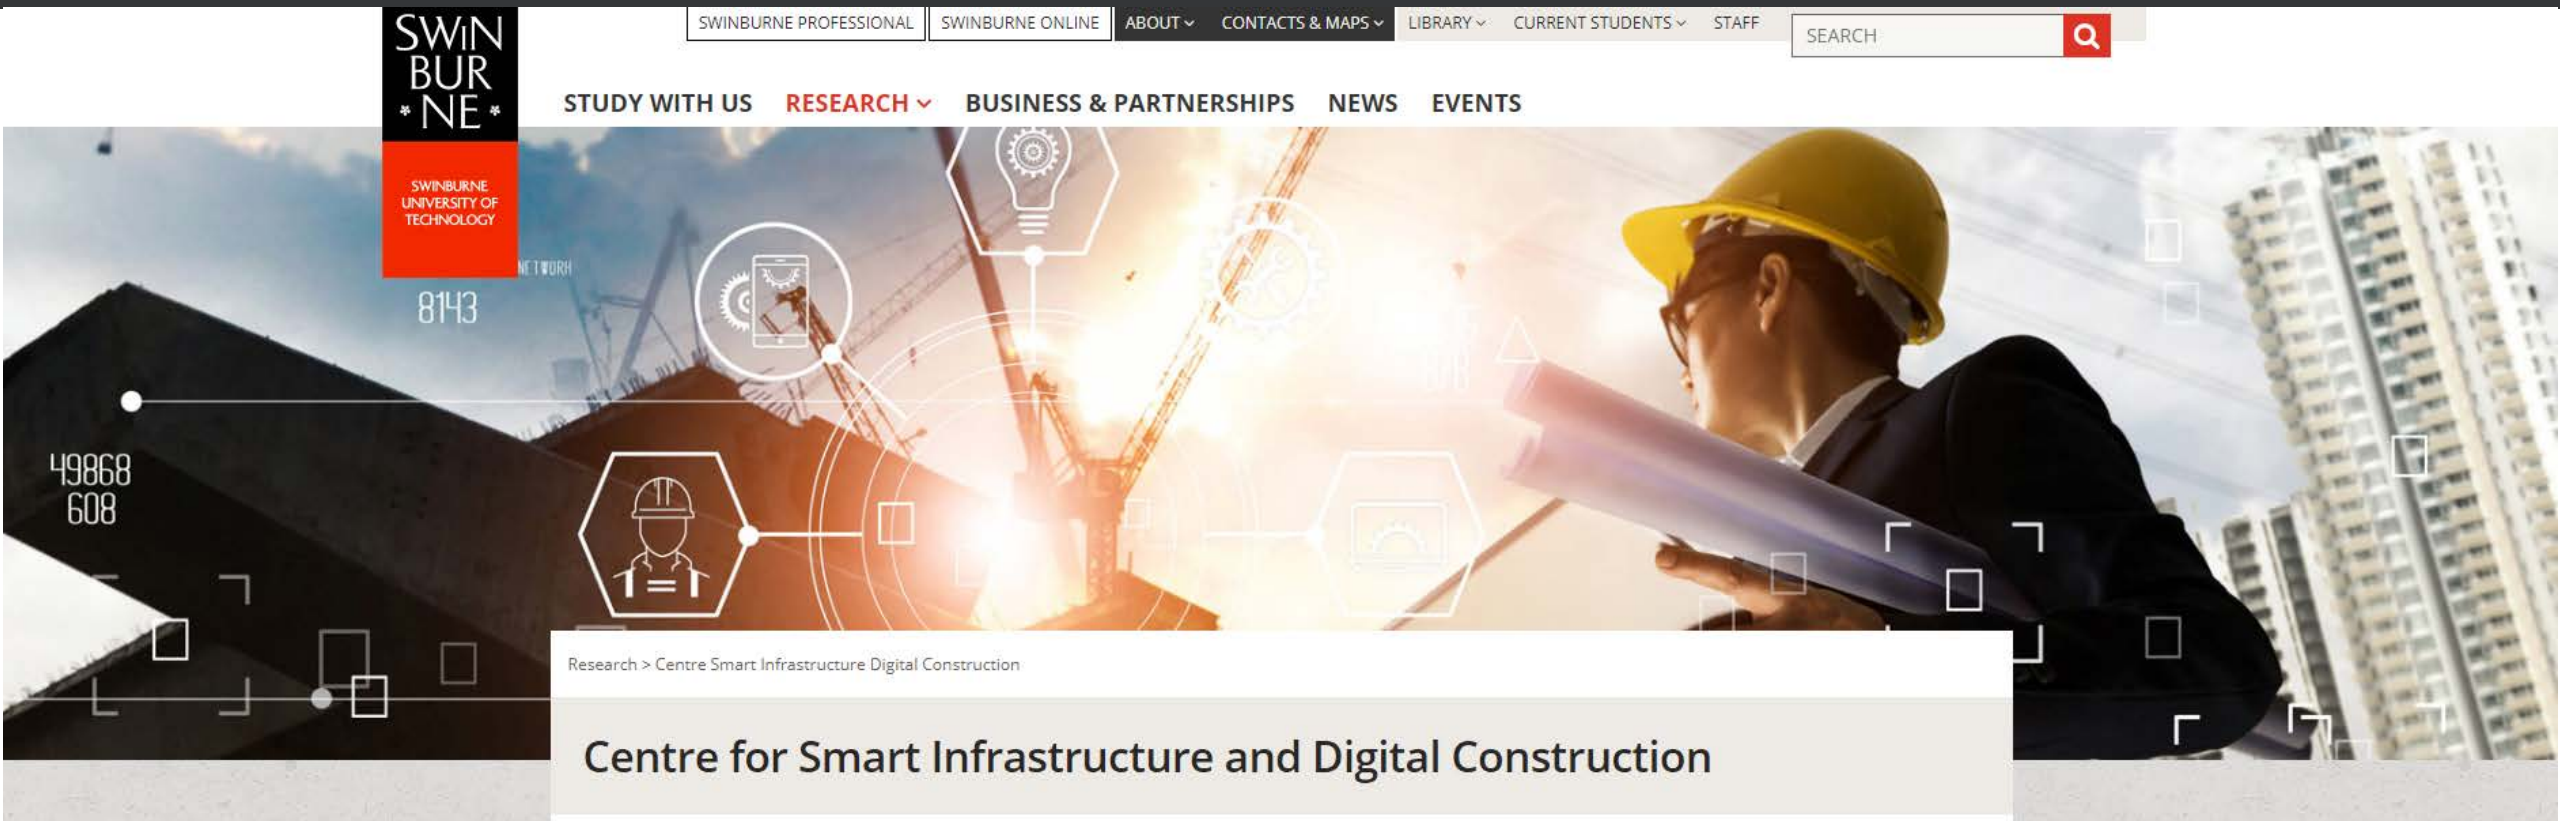 SWIN
BUR
*NE*
SWINBURNE
UNIVERSITY OF
TECHNOLOGY
SWINBURNE PROFESSIONAL
SWINBURNE ONLINE
ABOUT
CONTACTS & MAPS
LIBRARY
CURRENT STUDENTS
STAFF
SEARCH
STUDY WITH US
RESEARCH
BUSINESS & PARTNERSHIPS
NEWS
EVENTS
NETWORK
8143
49868
608
Research > Centre Smart Infrastructure Digital Construction
Centre for Smart Infrastructure and Digital Construction